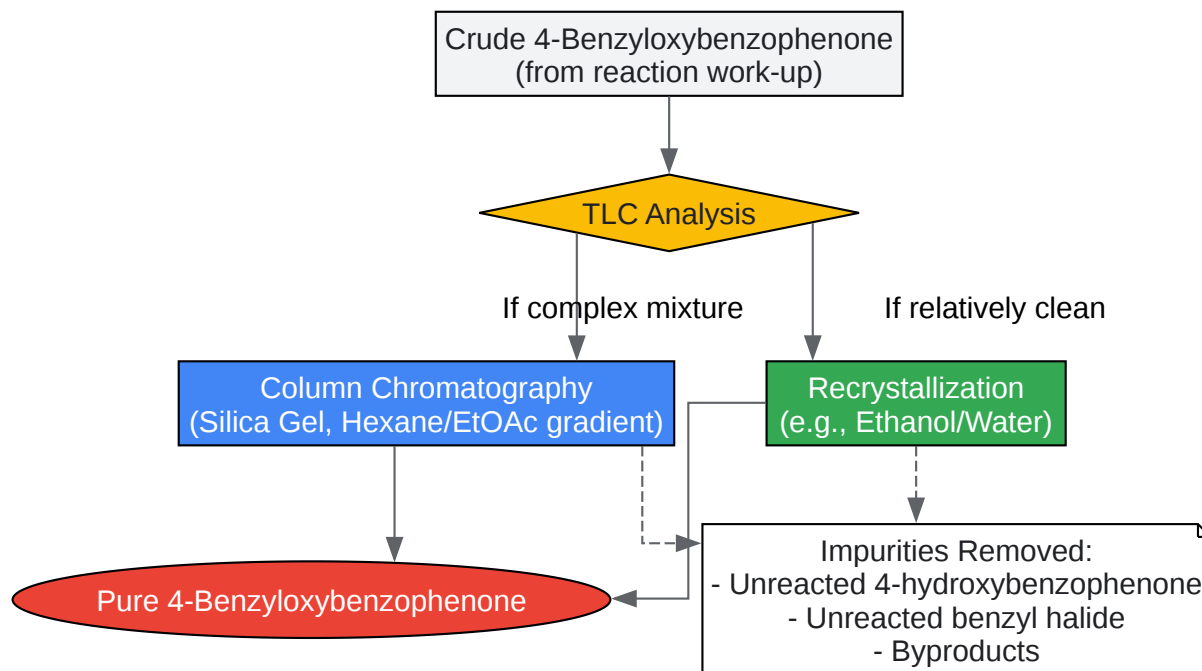 Crude 4-Benzyloxybenzophenone
(from reaction work-up)
TLC Analysis
If complex mixture
If relatively clean
Column Chromatography
(Silica Gel, Hexane/EtOAc gradient)
Recrystallization
(e.g., Ethanol/Water)
Pure 4-Benzyloxybenzophenone
Impurities Removed:
- Unreacted 4-hydroxybenzophenone
- Unreacted benzyl halide
- Byproducts